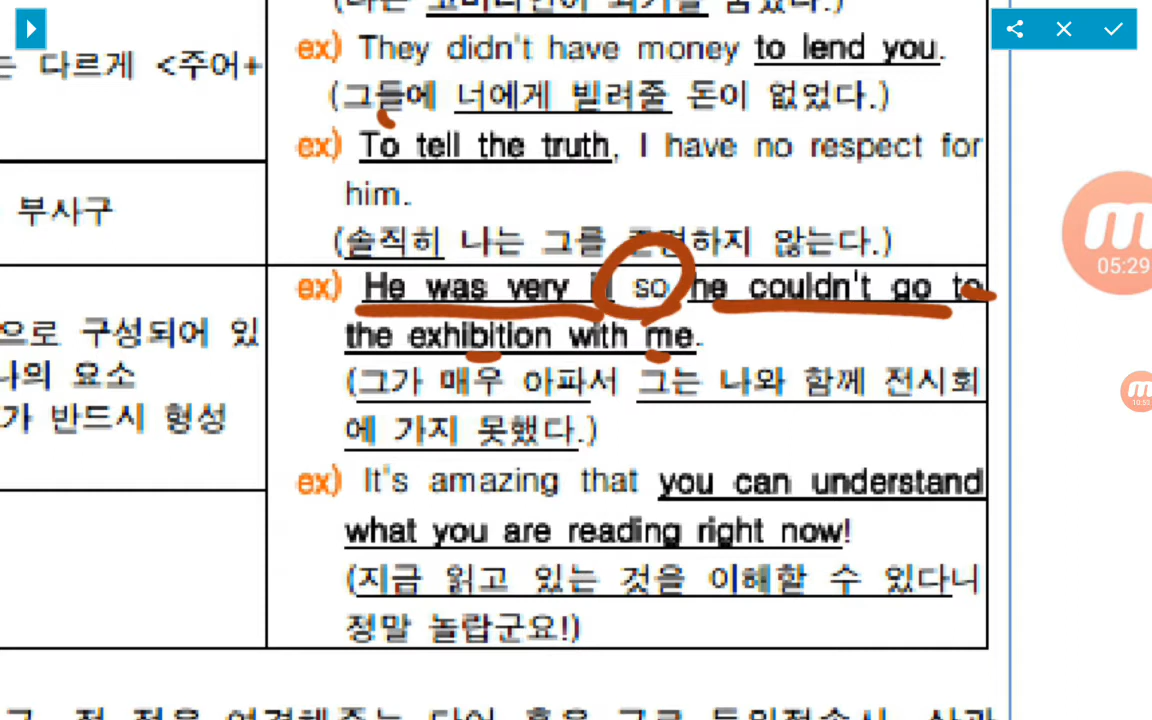 ex) They didn't have money to lend you.
는 다르게 <주어+
(그들에 너에게 빌려줄 돈이 없었다.)
ex) To tell the truth, I have no respect for
him.
부사구
(솔직히 나는 그를 존경하지 않는다.)
ex) He was very ill so he couldn't go to
the exhibition with me.
으로 구성되어 있
나의 요소
(그가 매우 아파서 그는 나와 함께 전시회
가 반드시 형성
에 가지 못했다.)
ex) It's amazing that you can understand
what you are reading right now!
(지금 읽고 있는 것을 이해할 수 있다니
정말 놀랍군요!)
05:29